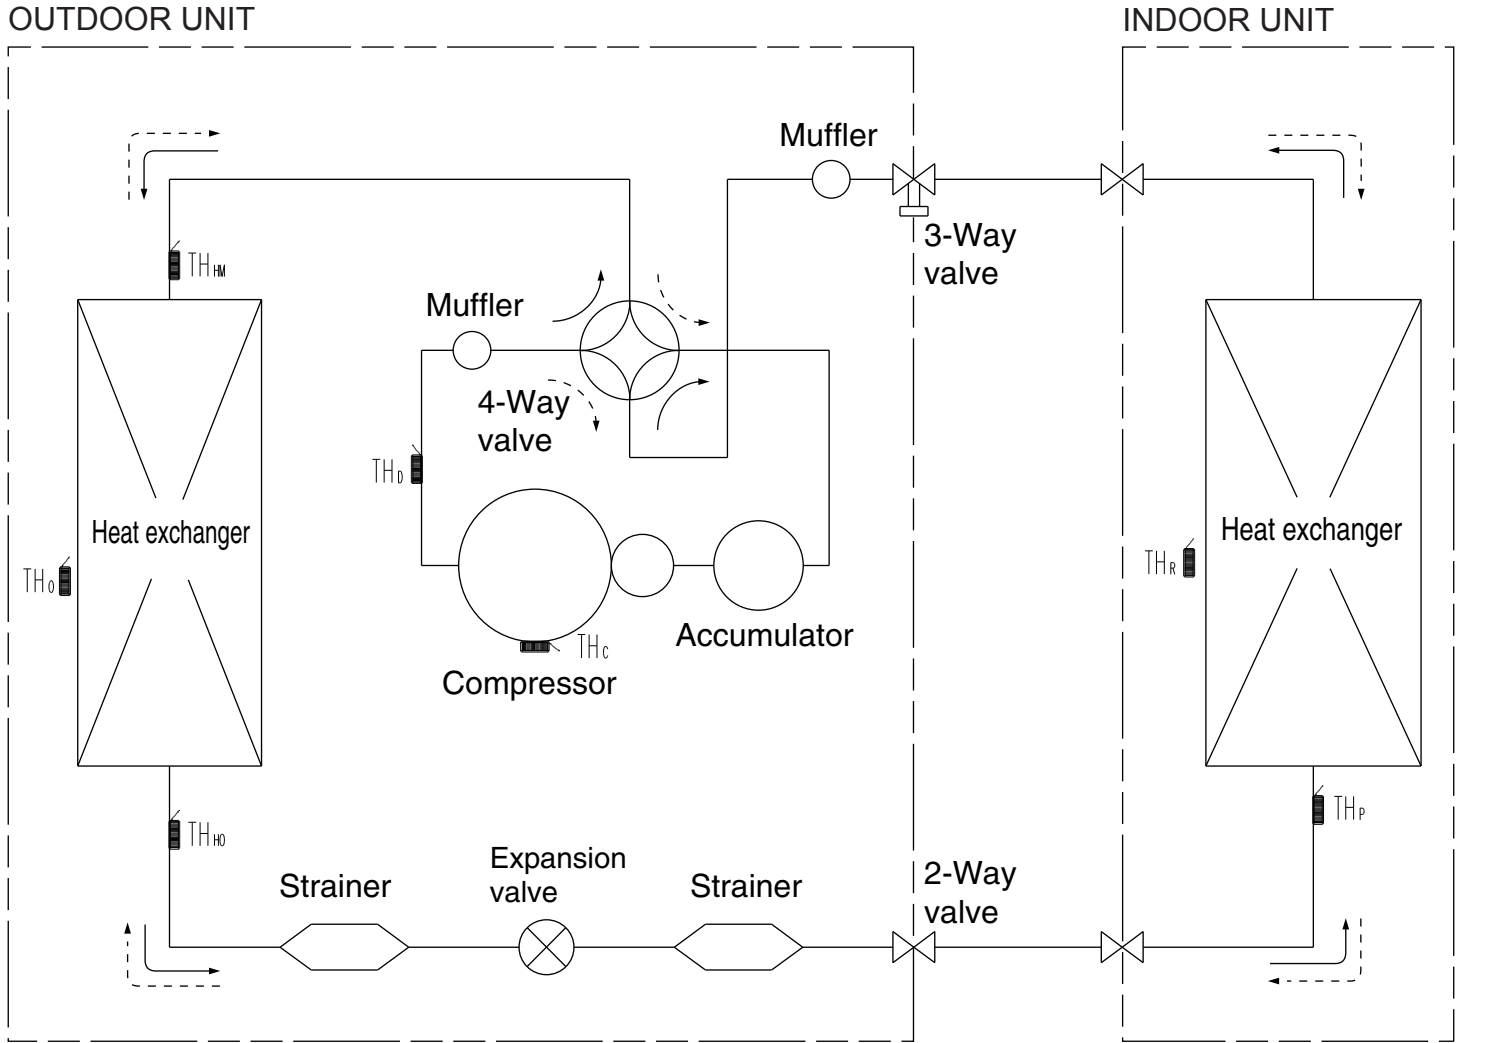 OUTDOOR UNIT
INDOOR UNIT
Muffler
3-Way
valve
TH HM
Muffler
4-Way
valve
TH D
Heat exchanger
Heat exchanger
TH O
TH R
Accumulator
TH C
Compressor
TH P
TH HO
Expansion
valve
Strainer
Strainer
2-Way
valve